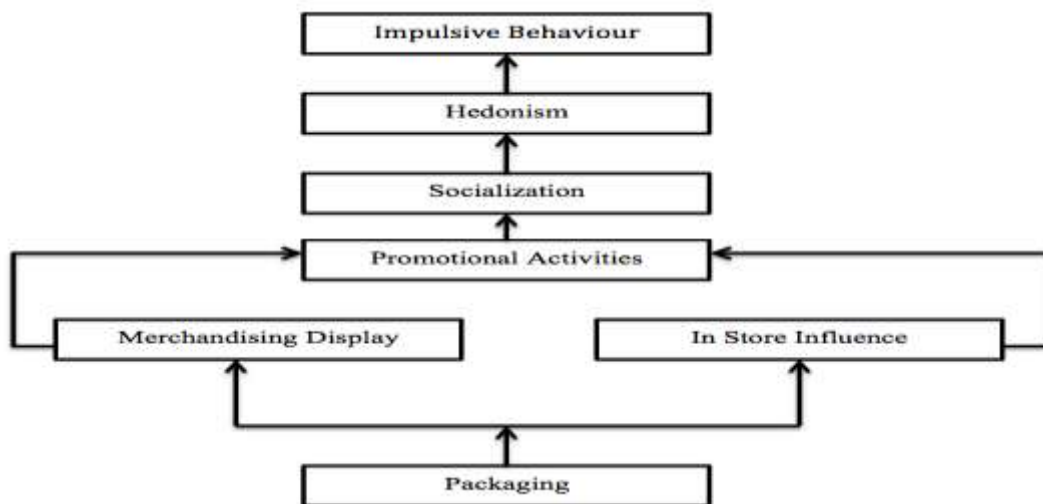 Impulsive Behaviour
Hedonism
Socialization
Promotional Activities
Merchandising Display
In Store Influence
Packaging